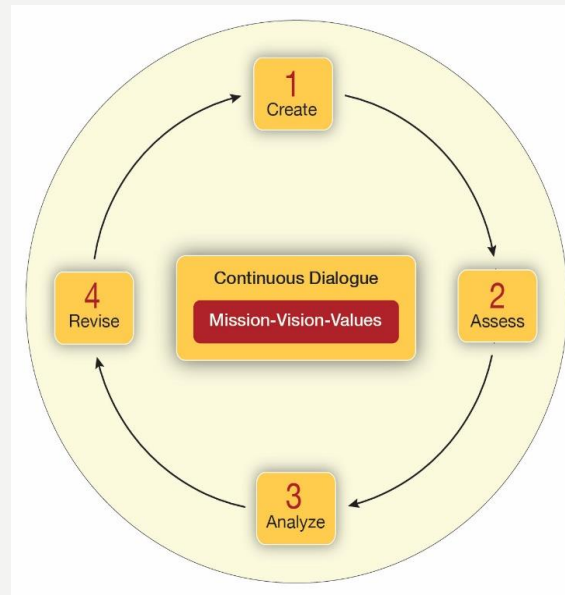 1
Create
2
Assess
3
Analyze
4
Revise
Continuous Dialogue
Mission-Vision-Values